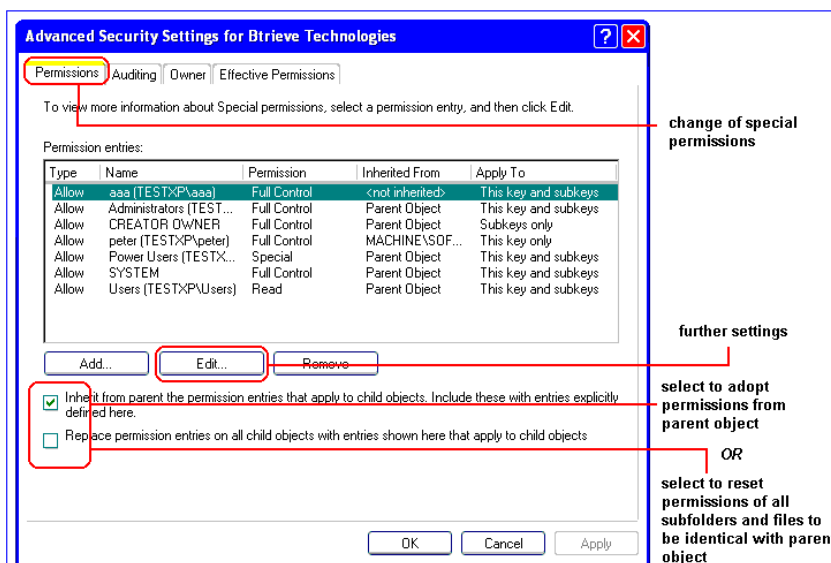 Advanced Security Settings for Btrieve Technologies
Permissions Auditing Owner Effective Permissions
To view more information about Special permissions, select a permission entry, and then click Edit.
Permission entries:
Type Name Permission Inherited From Apply To
Allow aaa (TESTXP\aaa) Full Control <not inherited> This key and subkeys
Allow Administrators (TEST... Full Control Parent Object This key and subkeys
Allow CREATOR OWNER Full Control Parent Object Subkeys only
Allow peter (TESTXP\peter) Full Control MACHINE\SOF... This key only
Allow Power Users (TESTX... Special Parent Object This key and subkeys
Allow SYSTEM Full Control Parent Object This key and subkeys
Allow Users (TESTXP\Users) Read Parent Object This key and subkeys
Add... Edit... Remove
Inherit from parent the permission entries that apply to child objects. Include these with entries explicitly
defined here.
Replace permission entries on all child objects with entries shown here that apply to child objects
OK Cancel Apply
change of special
permissions
further settings
select to adopt
permissions from
parent object
OR
select to reset
permissions of all
subfolders and files to
be identical with paren
object